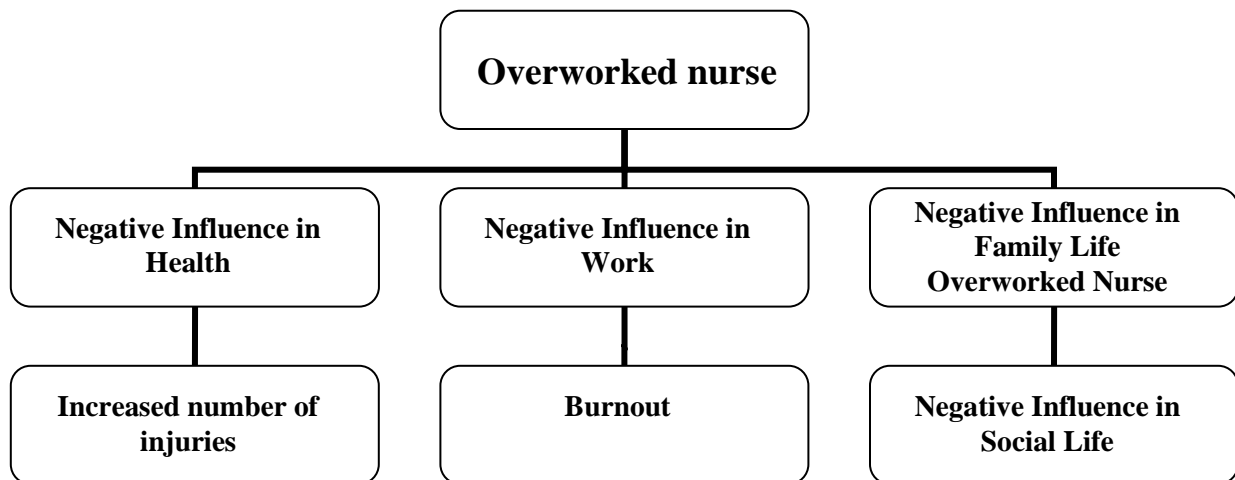 Overworked nurse
Negative Influence in
Health
Negative Influence in
Work
Negative Influence in
Family Life
Overworked Nurse
Increased number of
injuries
Burnout
Negative Influence in
Social Life